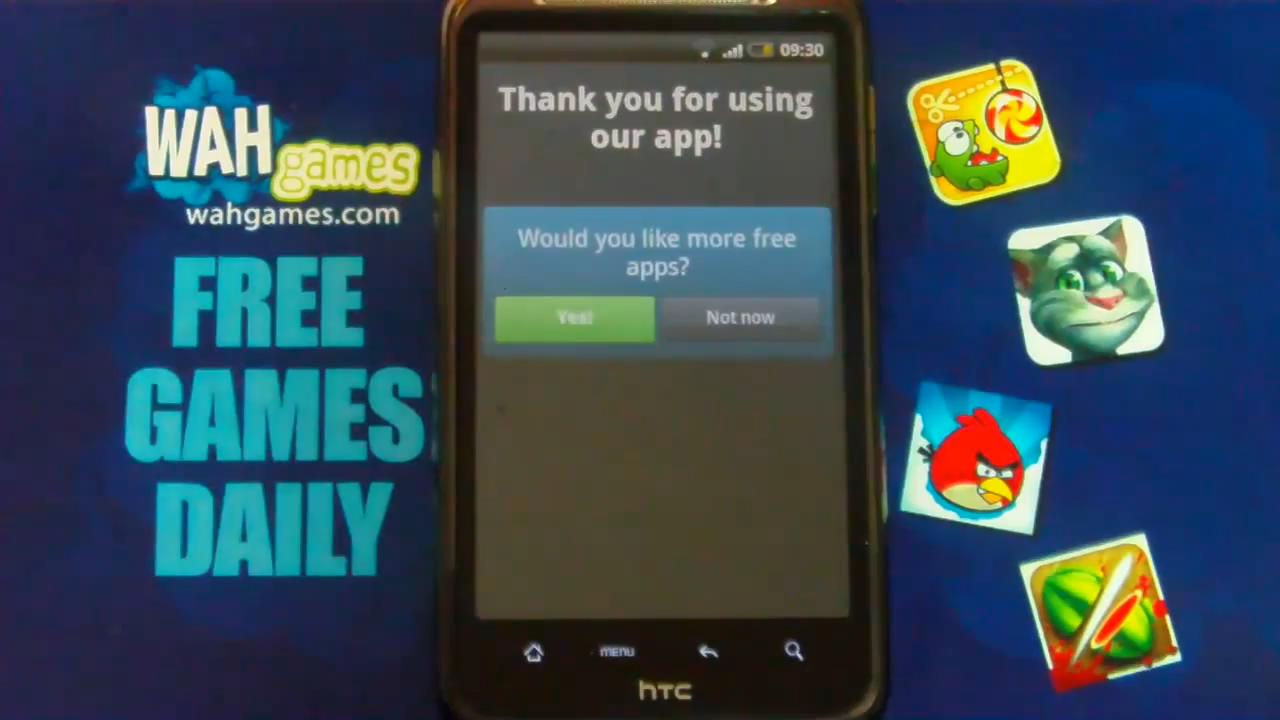 WAH
games
wahgames.com
FREE
GAMES
DAILY
09:30
Thank you for using
our app!
Would you like more free
apps?
Yes!
Not now
menu
hTC